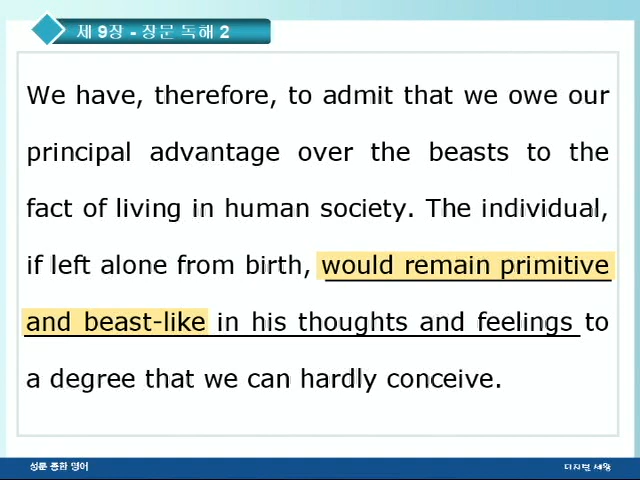 제 9장 - 장문 독해 2
We have, therefore, to admit that we owe our
principal advantage over the beasts to the
fact of living in human society. The individual,
if left alone from birth, would remain primitive
and beast-like in his thoughts and feelings to
a degree that we can hardly conceive.
성문 종합 영어
디지털 세움